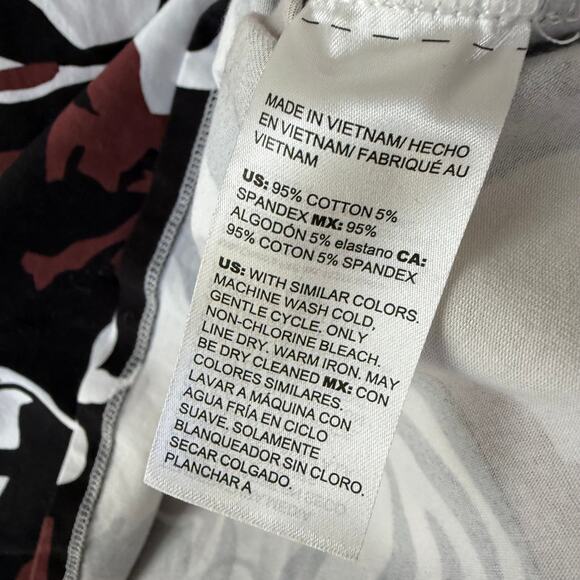 MADE IN VIETNAM/ HECHO
EN VIETNAM/ FABRIQUÉ AU
VIETNAM
US: 95% COTTON 5%
SPANDEX MX: 95%
ALGODÓN 5% elastano CA:
95% COTON 5% SPANDEX
US: WITH SIMILAR COLORS.
MACHINE WASH COLD,
GENTLE CYCLE. ONLY
NON-CHLORINE BLEACH.
LINE DRY. WARM IRON. MAY
BE DRY CLEANED MX: CON
COLORES SIMILARES.
LAVAR A MÁQUINA CON
AGUA FRÍA EN CICLO
SUAVE. SOLAMENTE
BLANQUEADOR SIN CLORO.
SECAR COLGADO.
PLANCHAR A